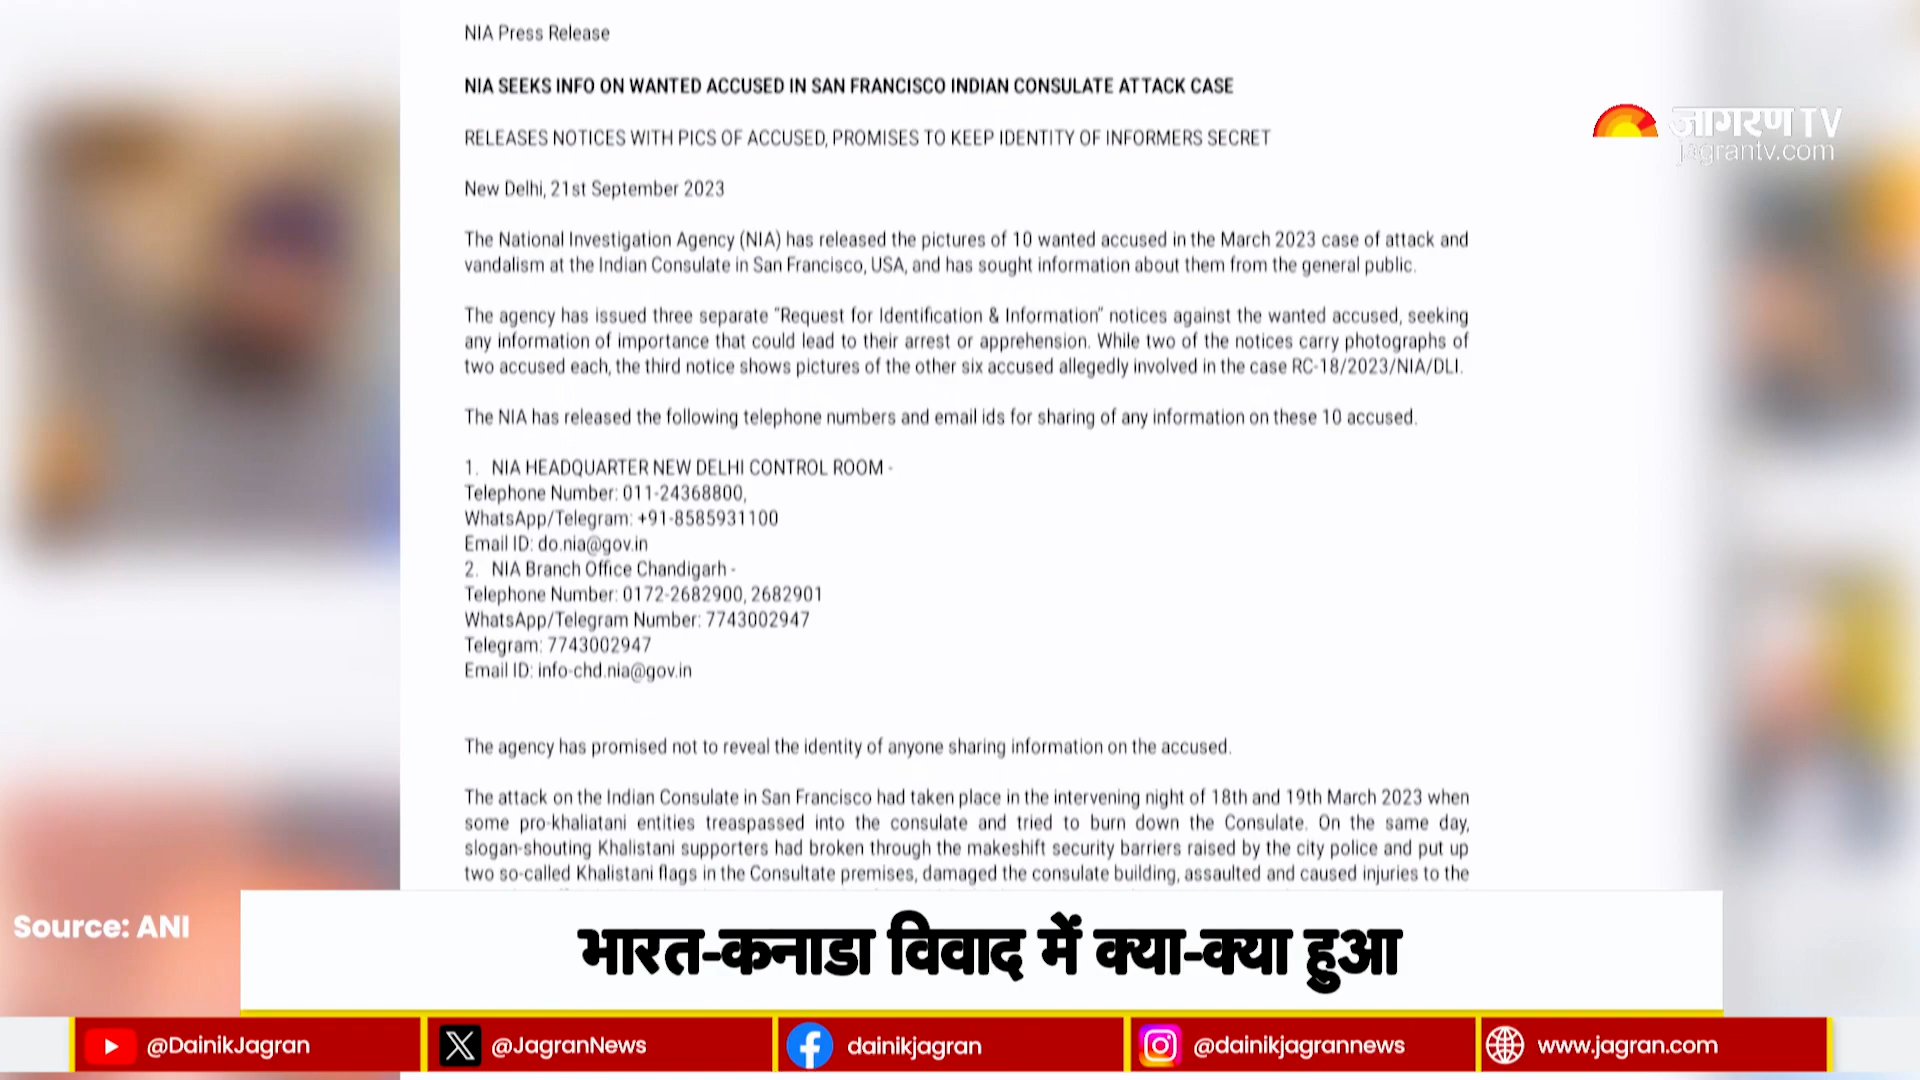 NIA Press Release
NIA SEEKS INFO ON WANTED ACCUSED IN SAN FRANCISCO INDIAN CONSULATE ATTACK CASE
RELEASES NOTICES WITH PICS OF ACCUSED, PROMISES TO KEEP IDENTITY OF INFORMERS SECRET
जागरण TV
jagrantv.com
New Delhi, 21st September 2023
The National Investigation Agency (NIA) has released the pictures of 10 wanted accused in the March 2023 case of attack and
vandalism at the Indian Consulate in San Francisco, USA, and has sought information about them from the general public.
The agency has issued three separate "Request for Identification & Information" notices against the wanted accused, seeking
any information of importance that could lead to their arrest or apprehension. While two of the notices carry photographs of
two accused each, the third notice shows pictures of the other six accused allegedly involved in the case RC-18/2023/NIA/DLI.
The NIA has released the following telephone numbers and email ids for sharing of any information on these 10 accused.
1. NIA HEADQUARTER NEW DELHI CONTROL ROOM -
Telephone Number: 011-24368800,
WhatsApp/Telegram: +91-8585931100
Email ID: do.nia@gov.in
2. NIA Branch Office Chandigarh -
Telephone Number: 0172-2682900, 2682901
WhatsApp/Telegram Number: 7743002947
Telegram: 7743002947
Email ID: info-chd.nia@gov.in
The agency has promised not to reveal the identity of anyone sharing information on the accused.
The attack on the Indian Consulate in San Francisco had taken place in the intervening night of 18th and 19th March 2023 when
some pro-khaliatani entities treaspassed into the consulate and tried to burn down the Consulate. On the same day,
slogan-shouting Khalistani supporters had broken through the makeshift security barriers raised by the city police and put up
two so-called Khalistani flags in the Consultate premises, damaged the consulate building, assaulted and caused injuries to the
Source: ANI
भारत-कनाडा विवाद में क्या-क्या हुआ
@DainikJagran
@JagranNews
dainikjagran
@dainikjagrannews
www.jagran.com